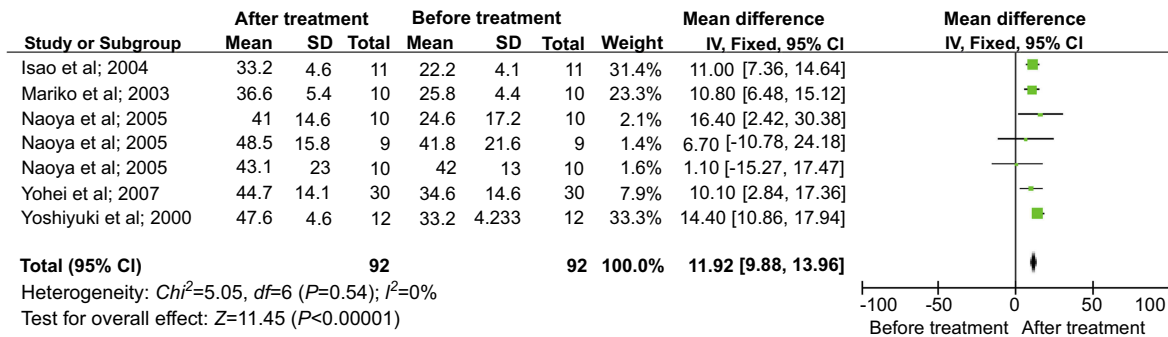 After treatment Before treatment Mean difference Mean difference
Study or Subgroup Mean SD Total Mean SD Total Weight IV, Fixed, 95% CI IV, Fixed, 95% CI
Isao et al; 2004 33.2 4.6 11 22.2 4.1 11 31.4% 11.00 [7.36, 14.64]
Mariko et al; 2003 36.6 5.4 10 25.8 4.4 10 23.3% 10.80 [6.48, 15.12]
Naoya et al; 2005 41 14.6 10 24.6 17.2 10 2.1% 16.40 [2.42, 30.38]
Naoya et al; 2005 48.5 15.8 9 41.8 21.6 9 1.4% 6.70 [-10.78, 24.18]
Naoya et al; 2005 43.1 23 10 42 13 10 1.10 [-15.27, 17.47]
Yohei et al; 2007 44.7 14.1 30 34.6 14.6 30 7.9% 10.10 [2.84, 17.36]
Yoshiyuki et al; 2000 47.6 4.6 12 33.2 4.233 12 33.3% 14.40 [10.86, 17.94]
Total (95% CI) 92 92 100.0% 11.92 [9.88, 13.96]
Heterogeneity: Chi²=5.05, df=6 (P=0.54); I²=0%
Test for overall effect: Z=11.45 (P<0.00001)
-100 -50 0 50 100
Before treatment After treatment